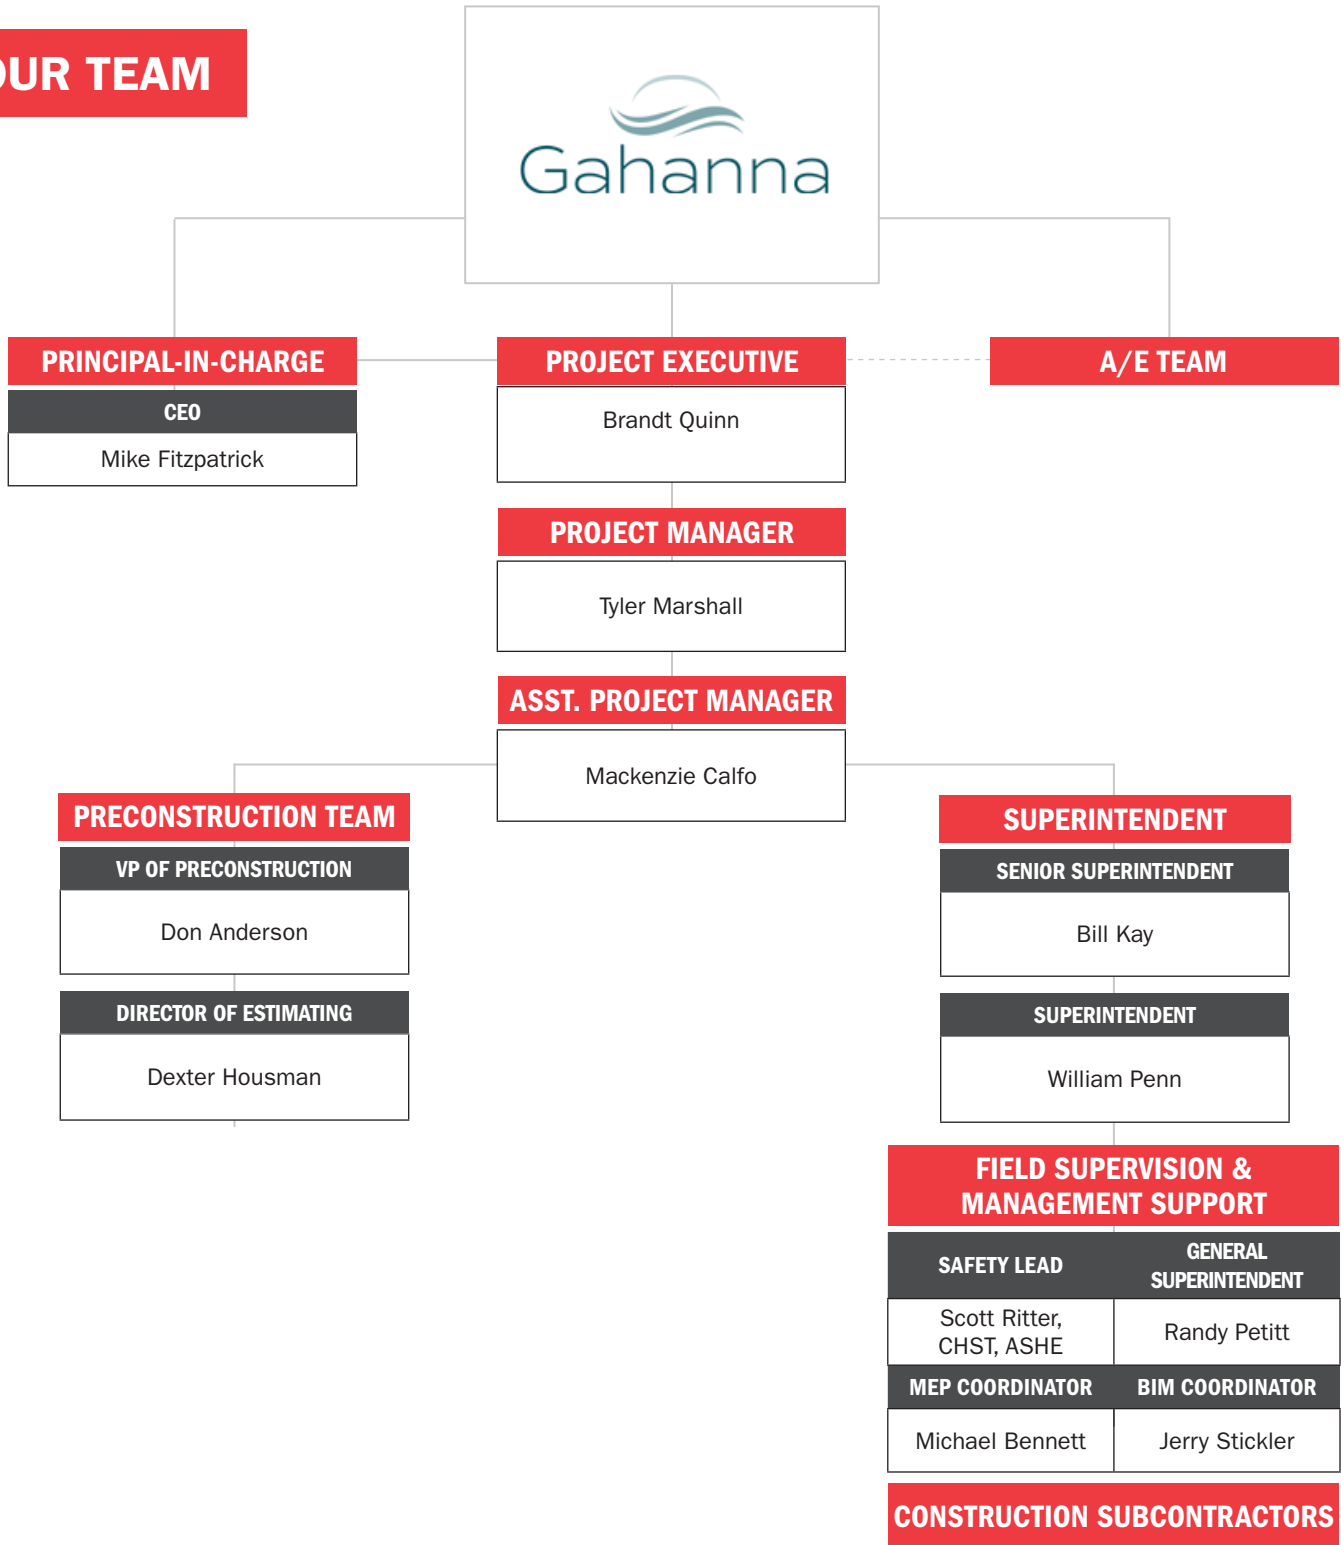 OUR TEAM
Gahanna
PRINCIPAL-IN-CHARGE
CEO
Mike Fitzpatrick
PROJECT EXECUTIVE
Brandt Quinn
A/E TEAM
PROJECT MANAGER
Tyler Marshall
ASST. PROJECT MANAGER
Mackenzie Calfo
PRECONSTRUCTION TEAM
VP OF PRECONSTRUCTION
Don Anderson
DIRECTOR OF ESTIMATING
Dexter Housman
SUPERINTENDENT
SENIOR SUPERINTENDENT
Bill Kay
SUPERINTENDENT
William Penn
FIELD SUPERVISION &
MANAGEMENT SUPPORT
SAFETY LEAD
Scott Ritter,
CHST, ASHE
GENERAL
SUPERINTENDENT
Randy Petitt
MEP COORDINATOR
Michael Bennett
BIM COORDINATOR
Jerry Stickler
CONSTRUCTION SUBCONTRACTORS